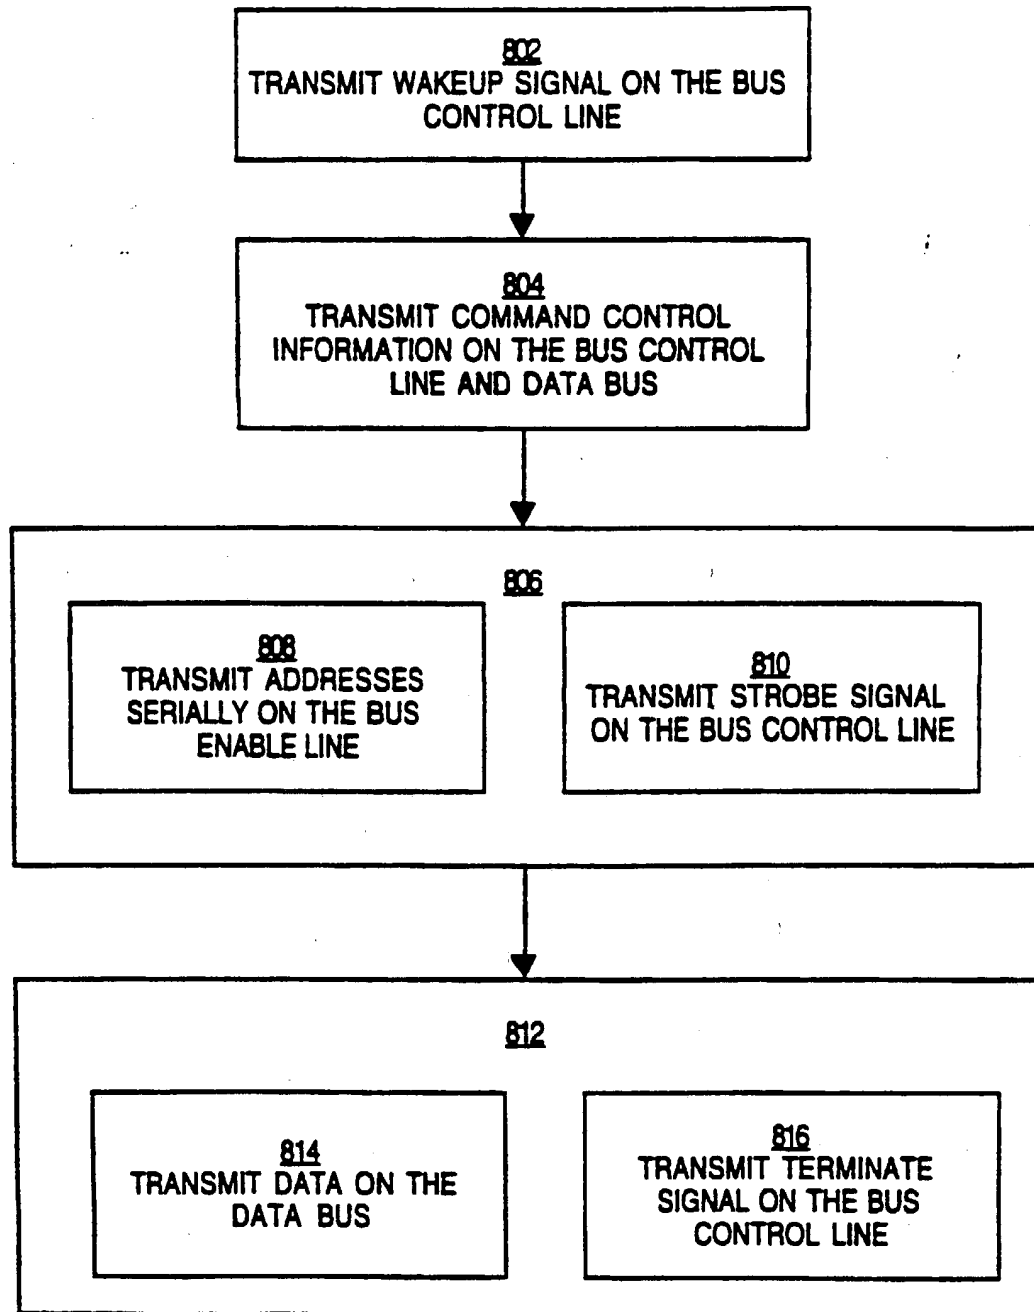 802
TRANSMIT WAKEUP SIGNAL ON THE BUS
CONTROL LINE
804
TRANSMIT COMMAND CONTROL
INFORMATION ON THE BUS CONTROL
LINE AND DATA BUS
806
808
TRANSMIT ADDRESSES
SERIALLY ON THE BUS
ENABLE LINE
810
TRANSMIT STROBE SIGNAL
ON THE BUS CONTROL LINE
812
814
TRANSMIT DATA ON THE
DATA BUS
816
TRANSMIT TERMINATE
SIGNAL ON THE BUS
CONTROL LINE